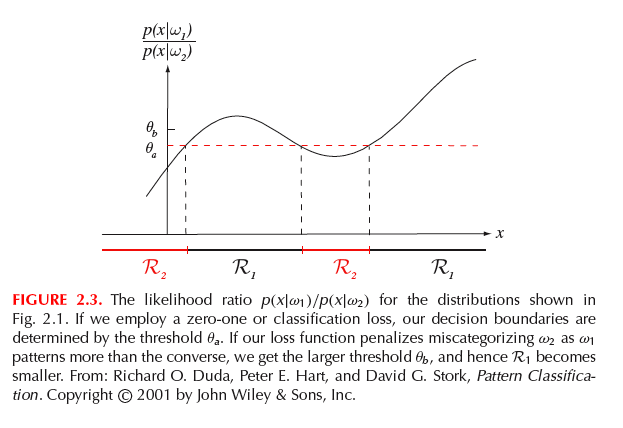 p(x|ω₁)
p(x|ω₂)
θb
θa
x
R₂ R₁ R₂ R₁
FIGURE 2.3. The likelihood ratio p(x|ω₁)/p(x|ω₂) for the distributions shown in
Fig. 2.1. If we employ a zero-one or classification loss, our decision boundaries are
determined by the threshold θa. If our loss function penalizes miscategorizing ω₂ as ω₁
patterns more than the converse, we get the larger threshold θb, and hence R₁ becomes
smaller. From: Richard O. Duda, Peter E. Hart, and David G. Stork, Pattern Classifica-
tion. Copyright © 2001 by John Wiley & Sons, Inc.